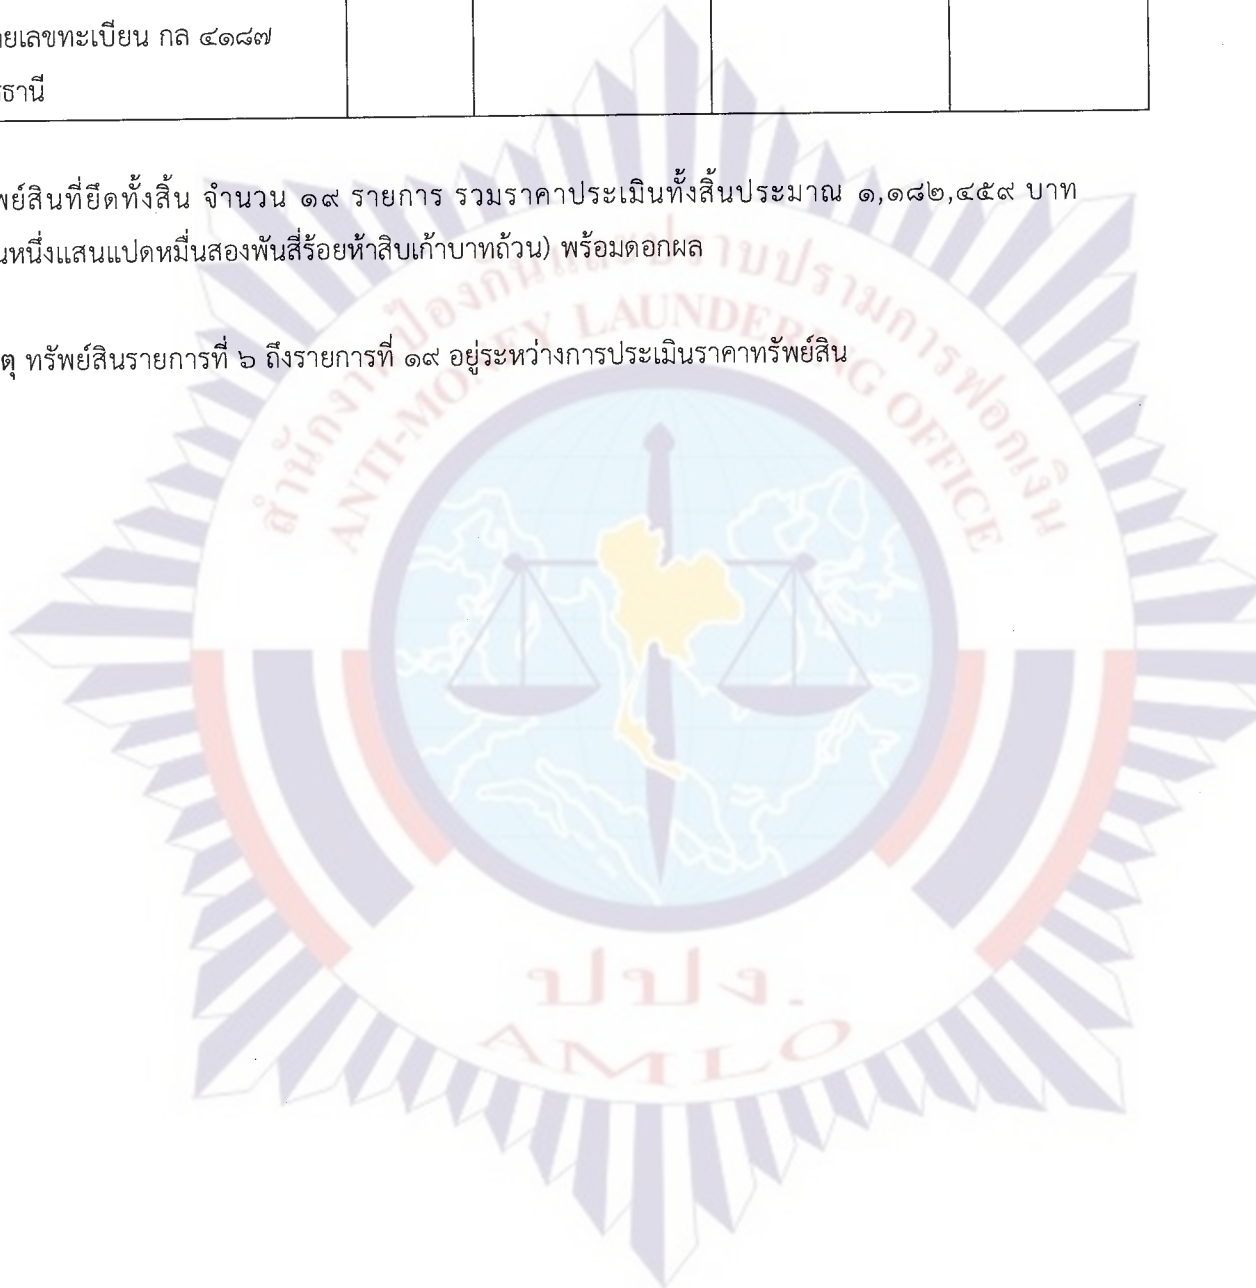 ยเลขทะเบียน กล ๔๑๘๗
ธานี
พย์สินที่ยึดทั้งสิ้น จำนวน ๑๙ รายการ รวมราคาประเมินทั้งสิ้นประมาณ ๑,๑๘๒,๔๕๙ บาท
นหนึ่งแสนแปดหมื่นสองพันสี่ร้อยห้าสิบเก้าบาทถ้วน) พร้อมดอกผล
ตุ ทรัพย์สินรายการที่ ๖ ถึงรายการที่ ๑๙ อยู่ระหว่างการประเมินราคาทรัพย์สิน
สำนักงานป้องกันและปราบปรามการฟอกเงิน
ANTI-MONEY LAUNDERING OFFICE
ปปง.
AMLO